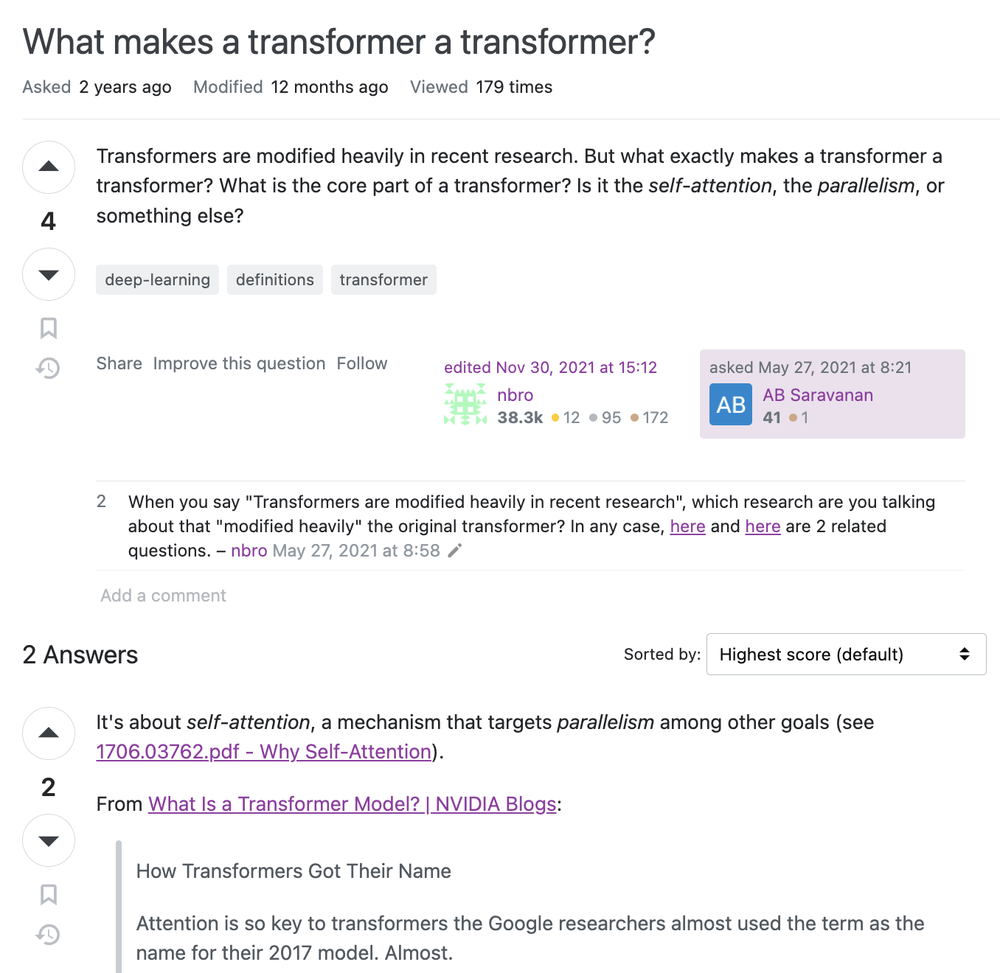 What makes a transformer a transformer?
Asked 2 years ago Modified 12 months ago Viewed 179 times
Transformers are modified heavily in recent research. But what exactly makes a transformer a
transformer? What is the core part of a transformer? Is it the self-attention, the parallelism, or
something else?
4
deep-learning definitions transformer
Share Improve this question Follow
edited Nov 30, 2021 at 15:12
nbro
38.3k 12 95 172
asked May 27, 2021 at 8:21
AB
AB Saravanan
41 1
2 When you say "Transformers are modified heavily in recent research", which research are you talking
about that "modified heavily" the original transformer? In any case, here and here are 2 related
questions. – nbro May 27, 2021 at 8:58
Add a comment
2 Answers
Sorted by: Highest score (default)
It's about self-attention, a mechanism that targets parallelism among other goals (see
1706.03762.pdf - Why Self-Attention).
2
From What Is a Transformer Model? | NVIDIA Blogs:
How Transformers Got Their Name
Attention is so key to transformers the Google researchers almost used the term as the
name for their 2017 model. Almost.